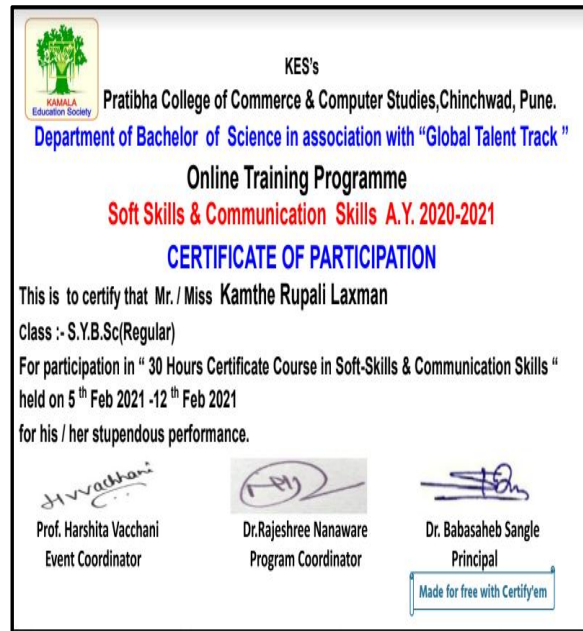 KAMALA
Education Society
KES's
Pratibha College of Commerce & Computer Studies,Chinchwad, Pune.
Department of Bachelor of Science in association with “Global Talent Track ”
Online Training Programme
Soft Skills & Communication Skills A.Y. 2020-2021
CERTIFICATE OF PARTICIPATION
This is to certify that Mr. / Miss Kamthe Rupali Laxman
Class :- S.Y.B.Sc(Regular)
For participation in “ 30 Hours Certificate Course in Soft-Skills & Communication Skills “
held on 5 th Feb 2021 -12 th Feb 2021
for his / her stupendous performance.
Hvvachhani
Prof. Harshita Vacchani Dr.Rajeshree Nanaware Dr. Babasaheb Sangle
Event Coordinator Program Coordinator Principal
Made for free with Certify'em